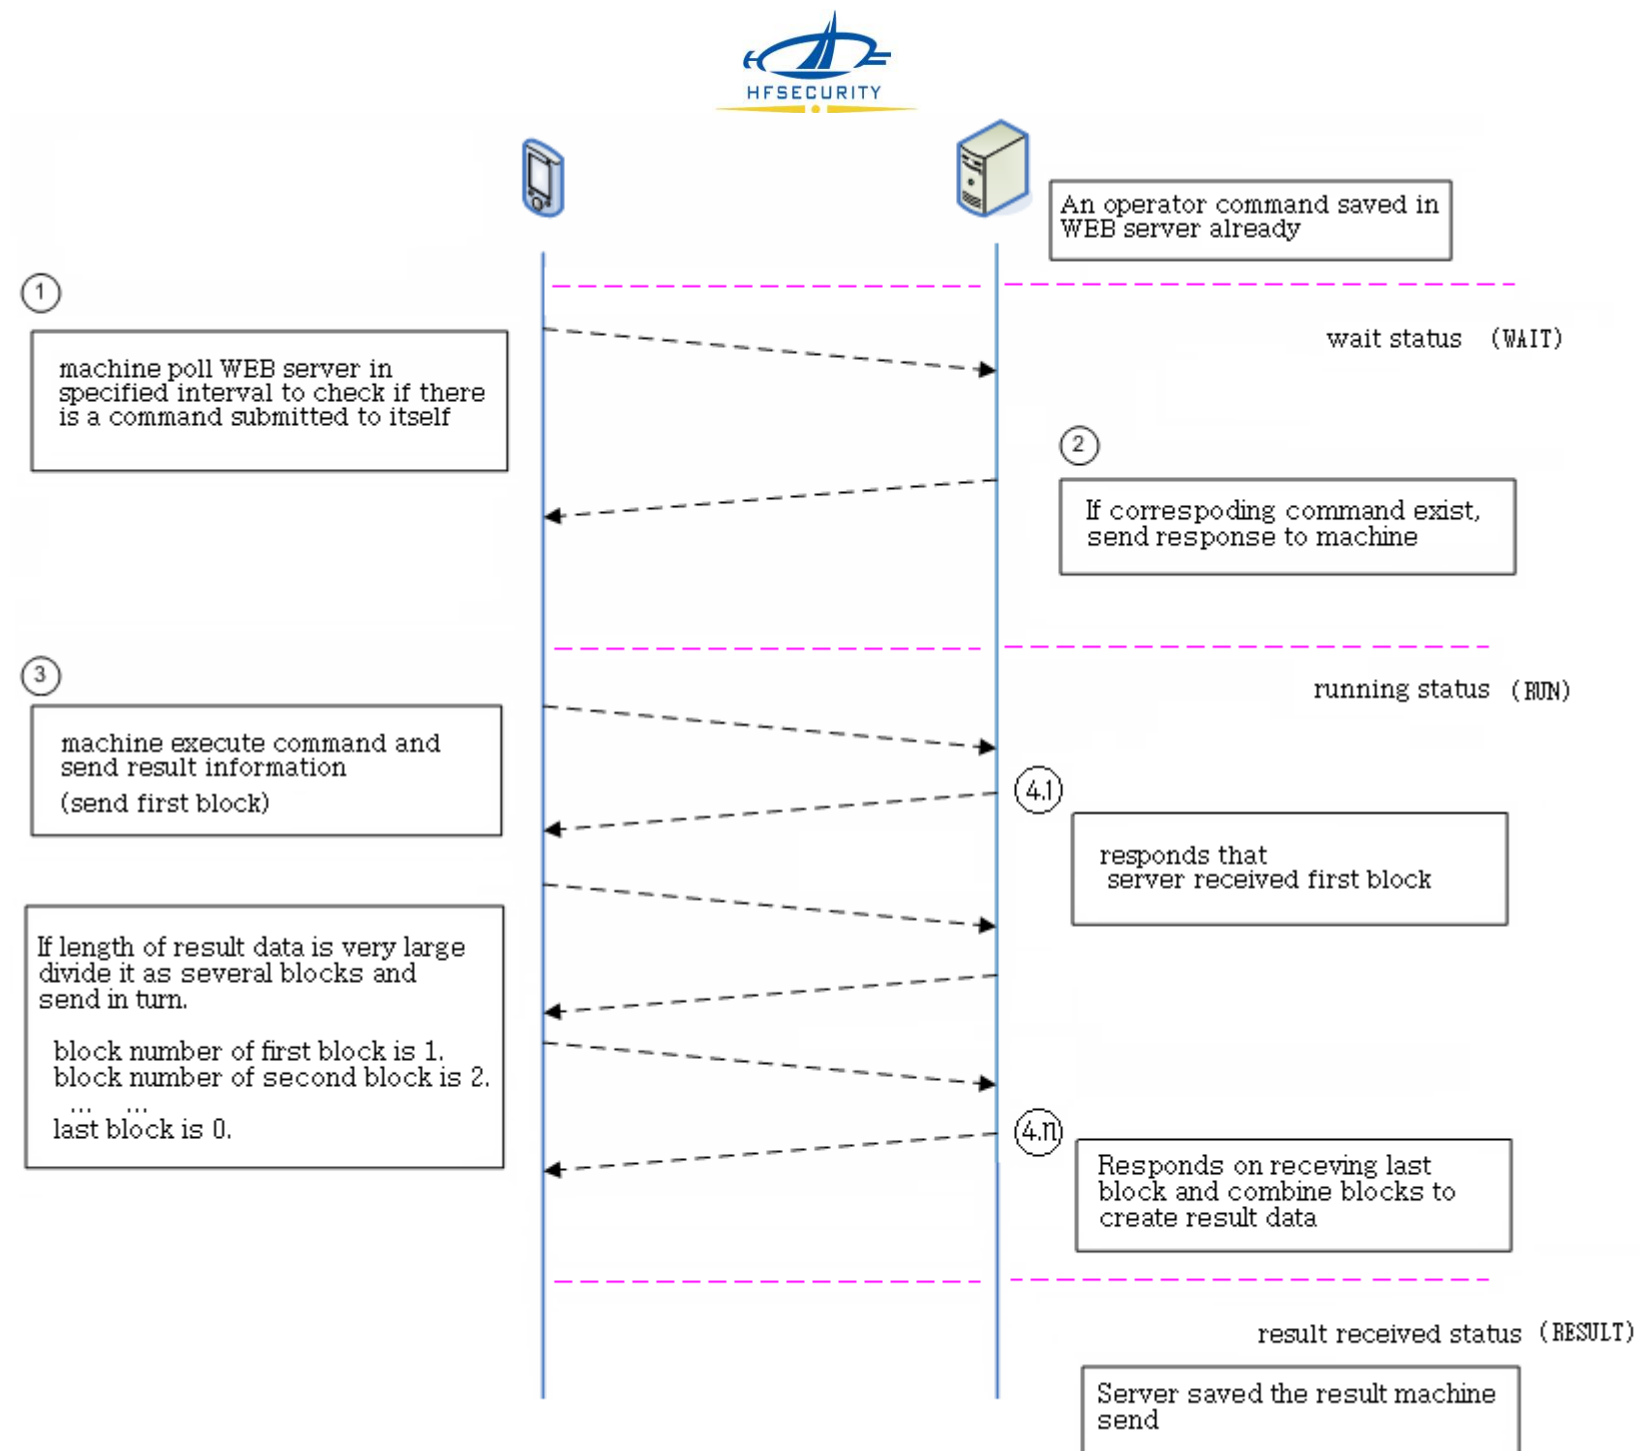 HFSECURITY
An operator command saved in
WEB server already
1
wait status (WAIT)
machine poll WEB server in
specified interval to check if there
is a command submitted to itself
2
If correspoding command exist,
send response to machine
3
running status (RUN)
machine execute command and
send result information
(send first block)
4.1
responds that
server received first block
If length of result data is very large
divide it as several blocks and
send in turn.
block number of first block is 1.
block number of second block is 2.
... ...
last block is 0.
4.n
Responds on receving last
block and combine blocks to
create result data
result received status (RESULT)
Server saved the result machine
send